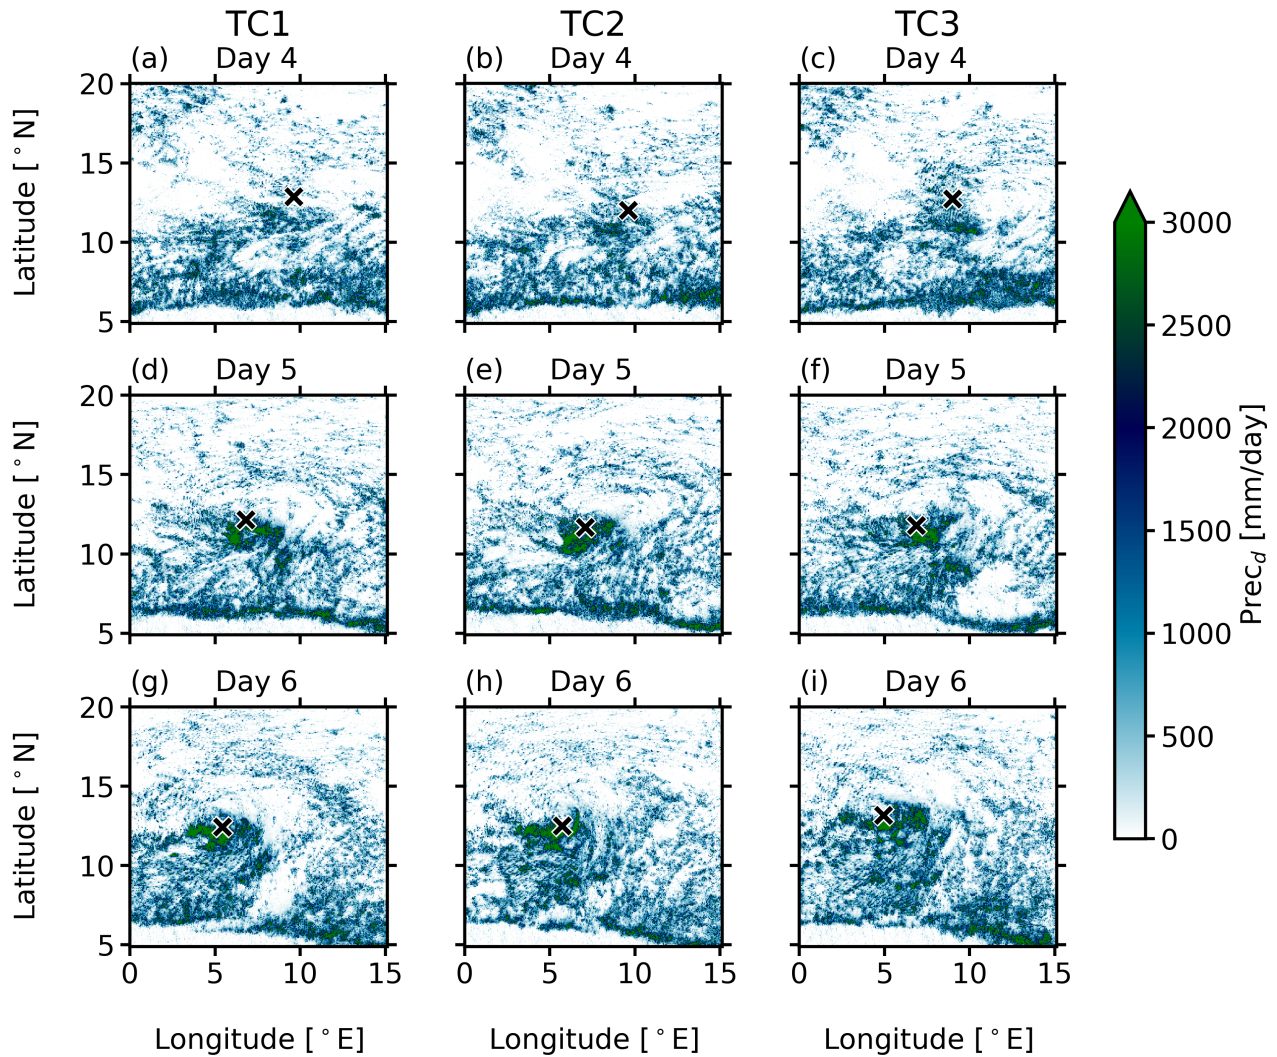 TC1 TC2 TC3
(a) Day 4 (b) Day 4 (c) Day 4
20
15
10
5
Latitude [°N]
(d) Day 5 (e) Day 5 (f) Day 5
20
15
10
5
Latitude [°N]
(g) Day 6 (h) Day 6 (i) Day 6
20
15
10
5
Latitude [°N]
0 5 10 15 0 5 10 15 0 5 10 15
Longitude [°E] Longitude [°E] Longitude [°E]
3000
2500
2000
1500
1000
500
0
Prec_d [mm/day]